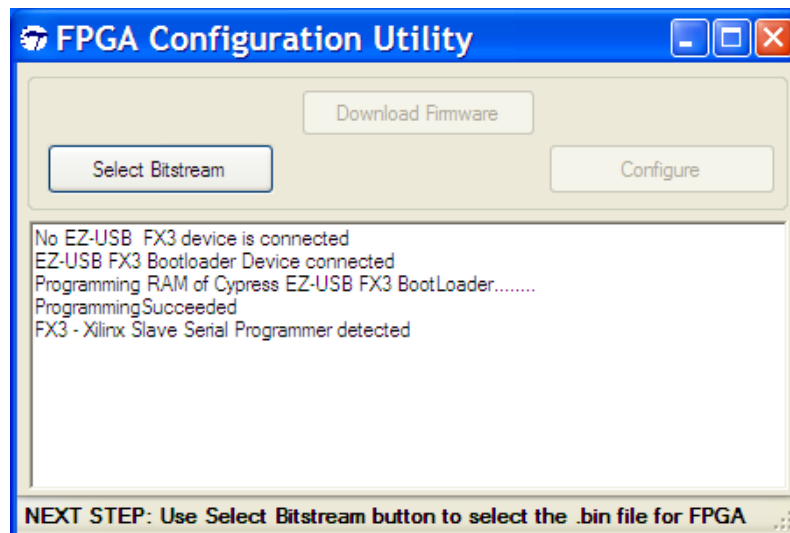 FPGA Configuration Utility
Download Firmware
Select Bitstream
Configure
No EZ-USB  FX3 device is connected
EZ-USB FX3 Bootloader Device connected
Programming RAM of Cypress EZ-USB FX3 BootLoader........
ProgrammingSucceeded
FX3 - Xilinx Slave Serial Programmer detected
NEXT STEP: Use Select Bitstream button to select the .bin file for FPGA